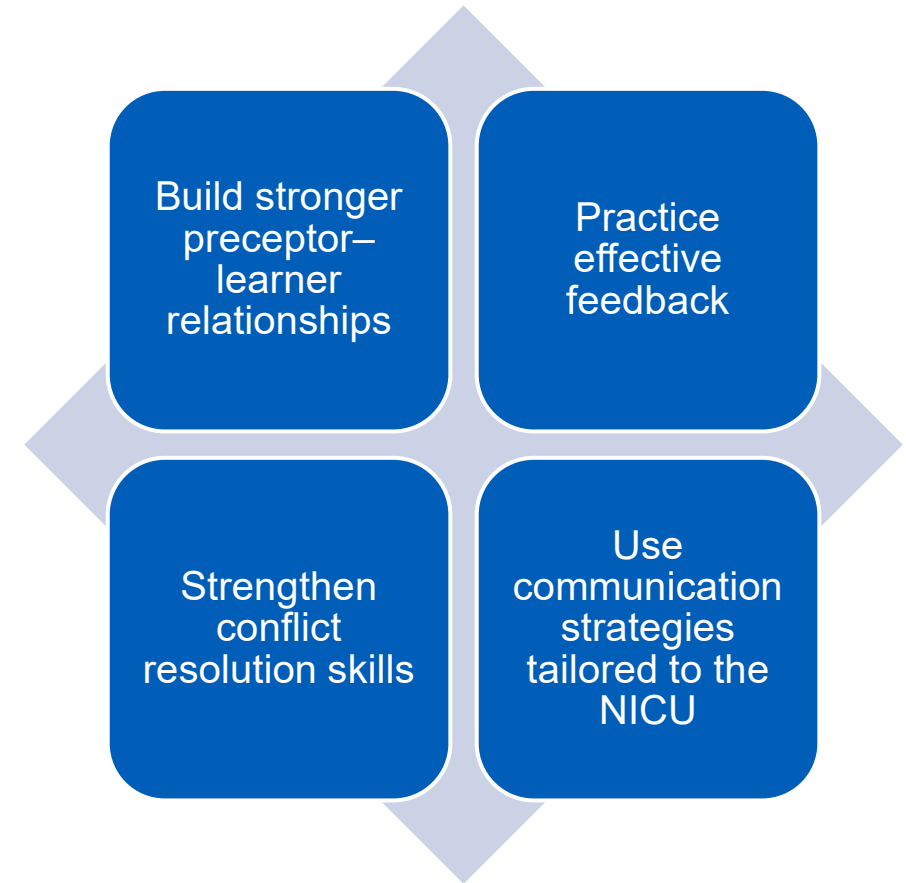 Build stronger
preceptor–
learner
relationships
Practice
effective
feedback
Strengthen
conflict
resolution skills
Use
communication
strategies
tailored to the
NICU